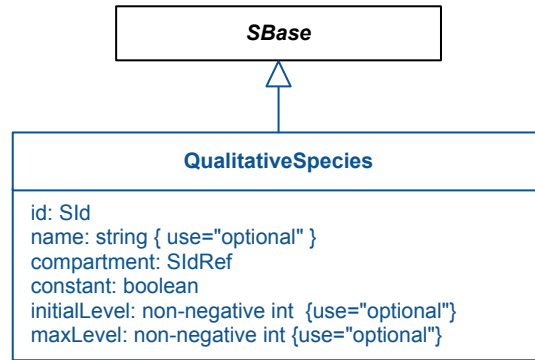 SBase
QualitativeSpecies
id: SId
name: string { use="optional" }
compartment: SIdRef
constant: boolean
initialLevel: non-negative int  {use="optional"}
maxLevel: non-negative int {use="optional"}